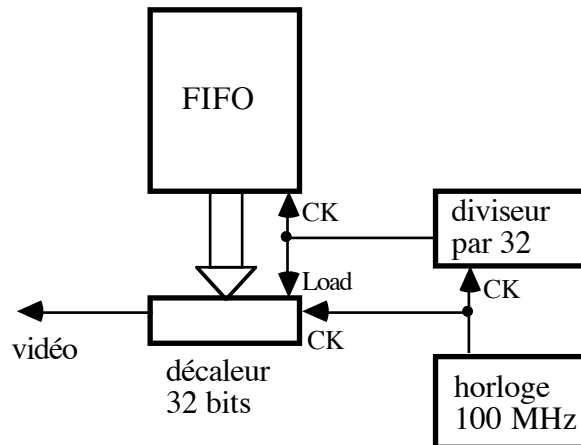 FIFO
CK
diviseur
par 32
Load
CK
CK
vidéo
décaleur
32 bits
horloge
100 MHz